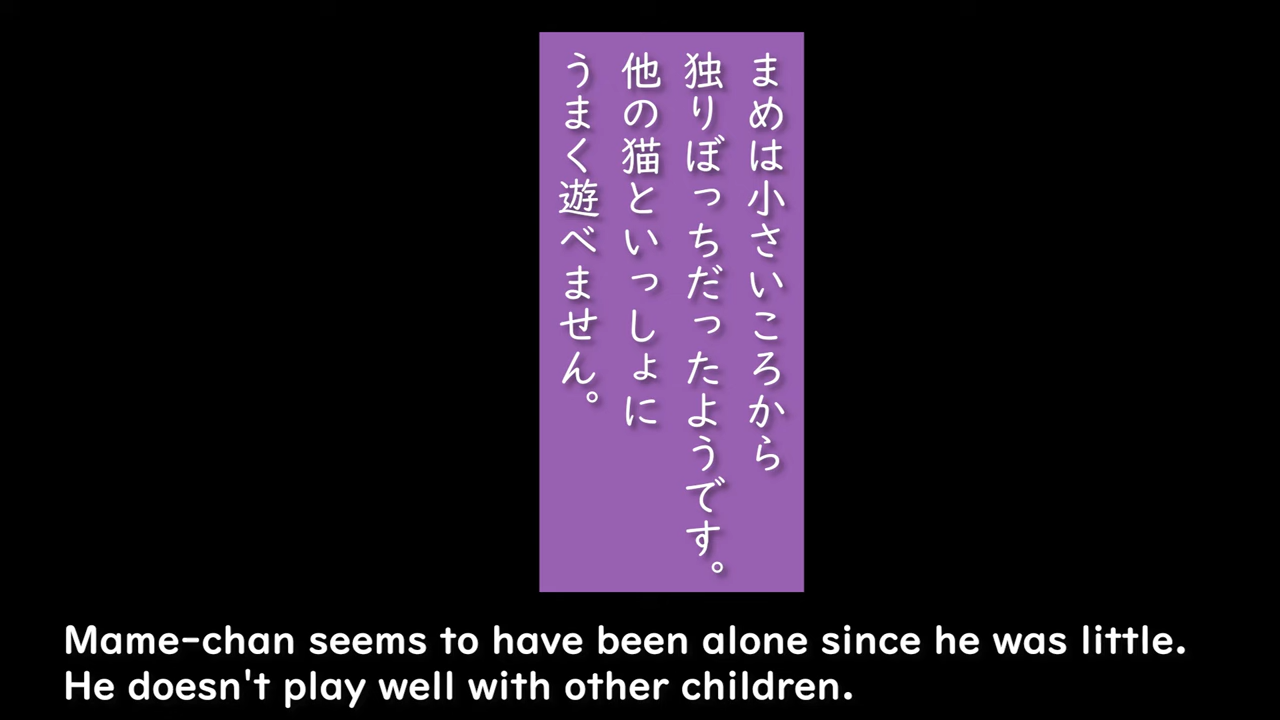 まめは小さいころから
独りぼっちだったようです。
他の猫といっしょに
うまく遊べません。
Mame-chan seems to have been alone since he was little.
He doesn't play well with other children.